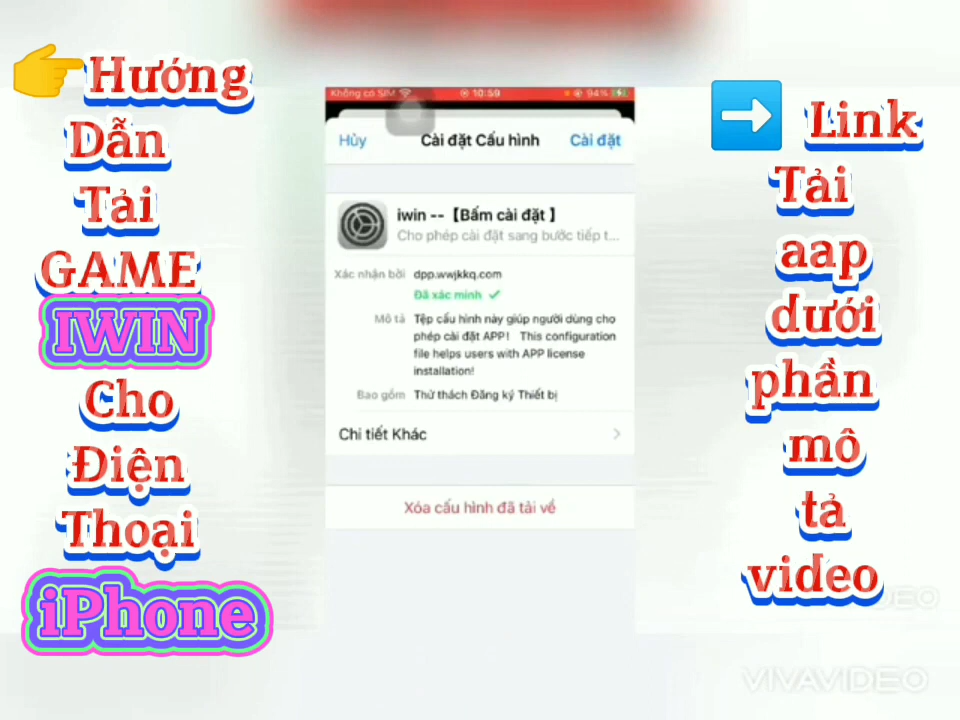 👉Hướng
Dẫn
Tải
GAME
IWIN
Cho
Điện
Thoại
iPhone
Không có SIM 10:59 94%
Hủy Cài đặt Cấu hình Cài đặt
iwin --【Bấm cài đặt 】
Cho phép cài đặt sang bước tiếp t...
Xác nhận bởi dpp.wwjkkq.com
Đã xác minh ✓
Mô tả Tệp cấu hình này giúp người dùng cho
phép cài đặt APP! This configuration
file helps users with APP license
installation!
Bao gồm Thử thách Đăng ký Thiết bị
Chi tiết Khác
Xóa cấu hình đã tải về
➡️ Link
Tải
aap
dưới
phần
mô
tả
video
VIVAVIDEO